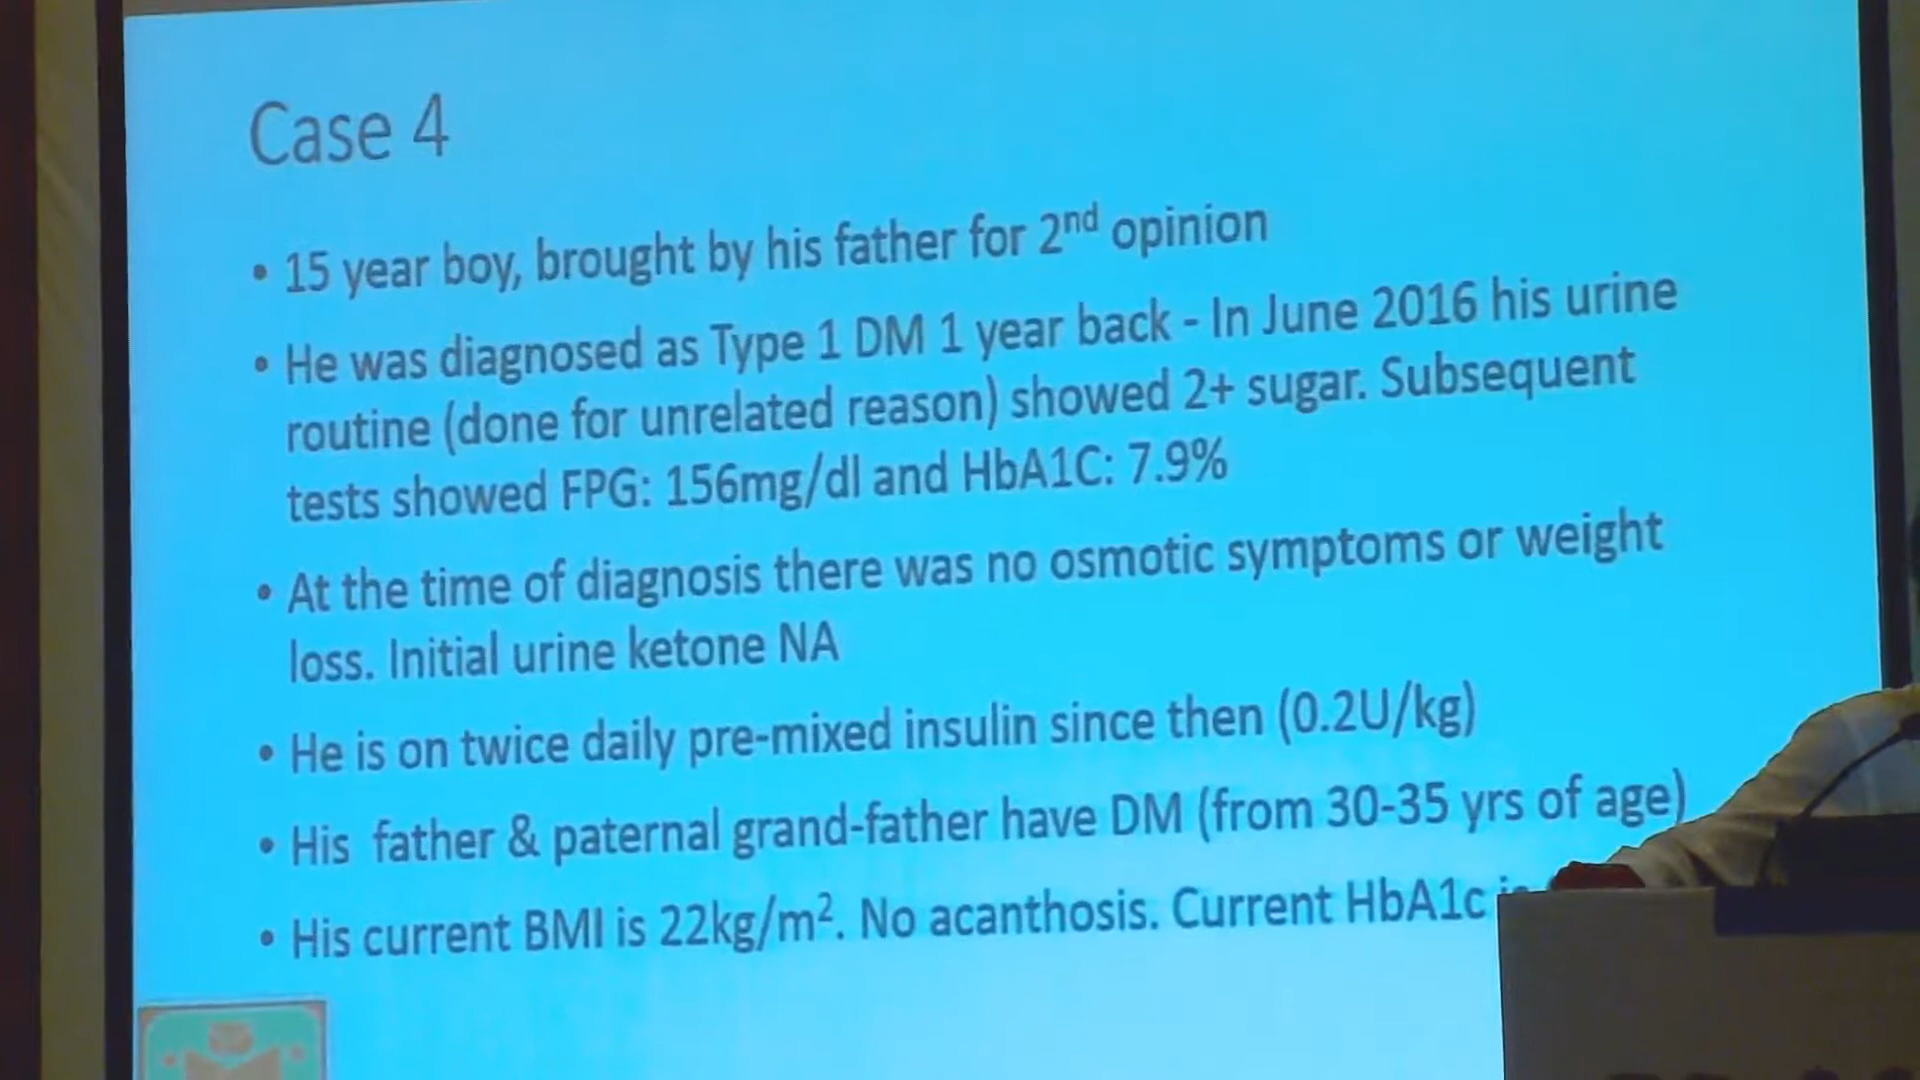 Case 4
• 15 year boy, brought by his father for 2nd opinion
• He was diagnosed as Type 1 DM 1 year back - In June 2016 his urine
routine (done for unrelated reason) showed 2+ sugar. Subsequent
tests showed FPG: 156mg/dl and HbA1C: 7.9%
• At the time of diagnosis there was no osmotic symptoms or weight
loss. Initial urine ketone NA
• He is on twice daily pre-mixed insulin since then (0.2U/kg)
• His father & paternal grand-father have DM (from 30-35 yrs of age)
• His current BMI is 22kg/m². No acanthosis. Current HbA1c